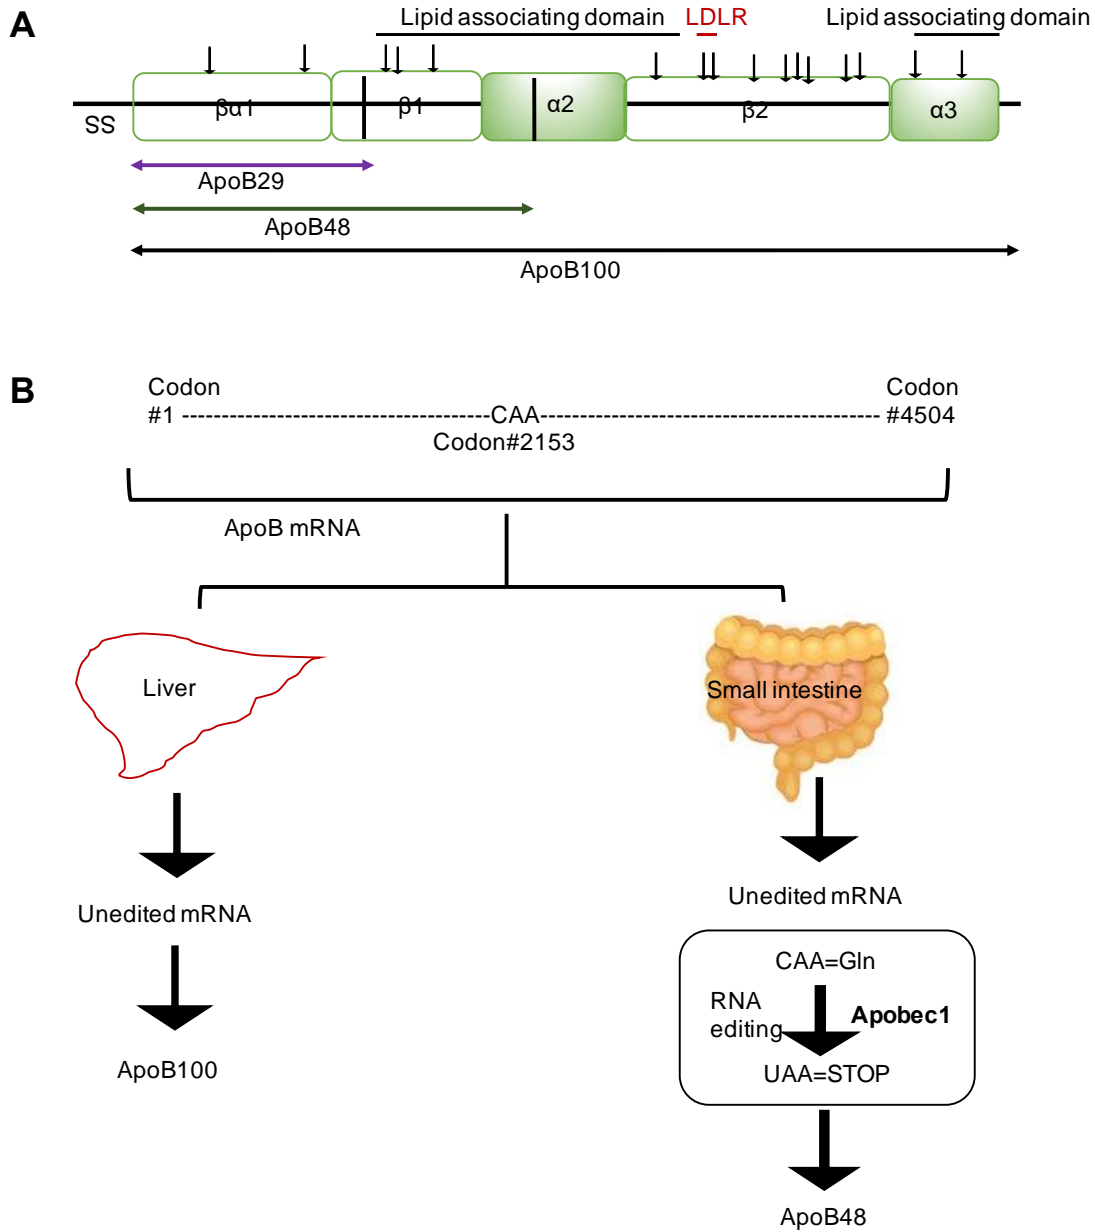 A
Lipid associating domain
LDLR
Lipid associating domain
SS
βα1
β1
α2
β2
α3
ApoB29
ApoB48
ApoB100
B
Codon
#1 ---------------------------------------CAA------------------------------------------- #4504
Codon
Codon#2153
ApoB mRNA
Liver
Small intestine
Unedited mRNA
Unedited mRNA
CAA=Gln
RNA
editing
Apobec1
UAA=STOP
ApoB100
ApoB48